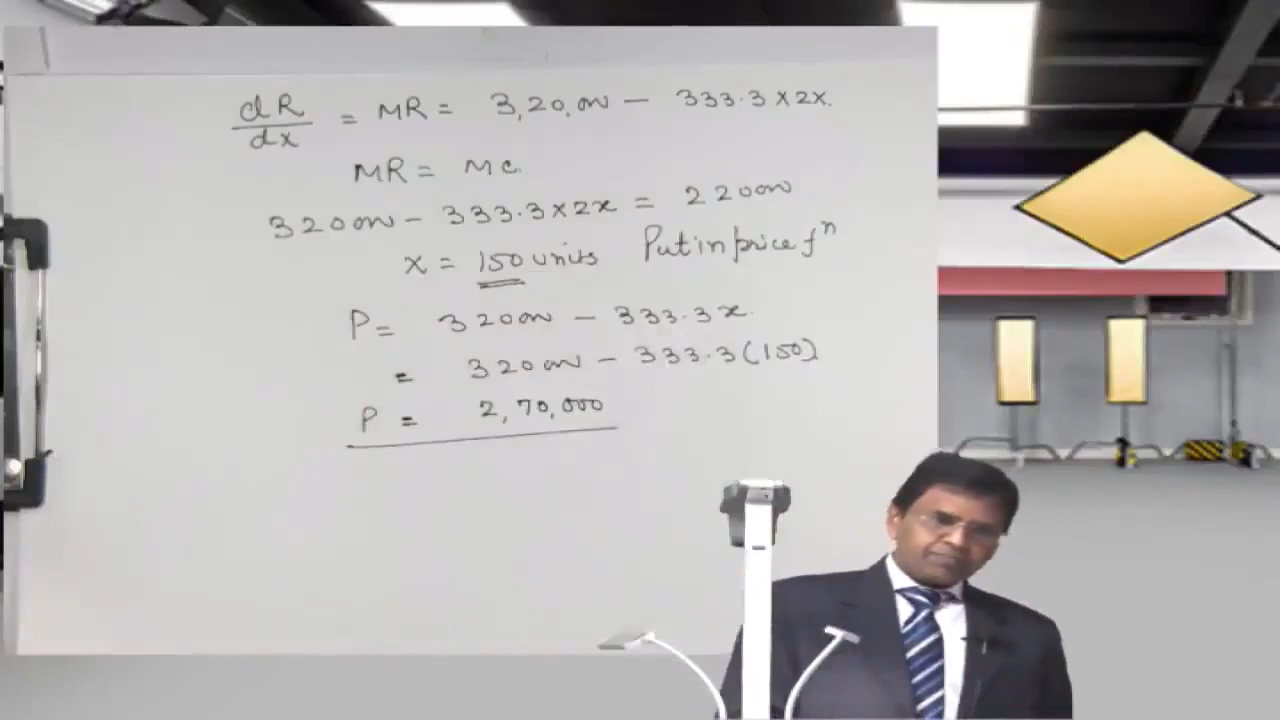 dR/dx = MR = 3,20,000 - 333.3 × 2x.
MR = MC
320000 - 333.3 × 2x = 220000
x = 150 units Put in price fⁿ
P = 320000 - 333.3x.
= 320000 - 333.3(150)
P = 2,70,000